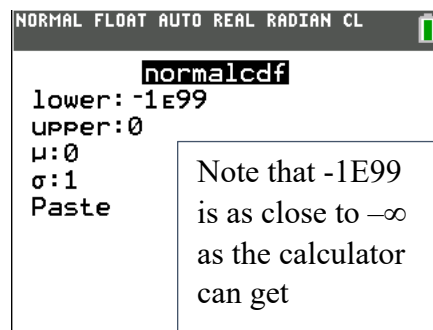 NORMAL FLOAT AUTO REAL RADIAN CL
normalcdf
lower:-1ᴇ99
upper:0
μ:0
σ:1
Paste
Note that -1E99
is as close to –∞
as the calculator
can get